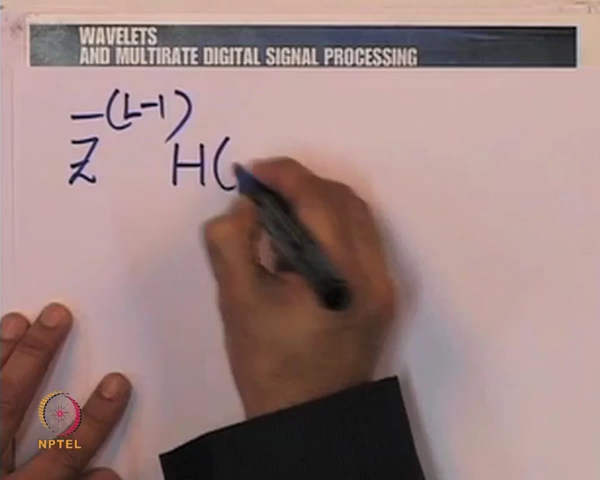 WAVELETS
AND MULTIRATE DIGITAL SIGNAL PROCESSING
z^{-(L-1)} H(
NPTEL